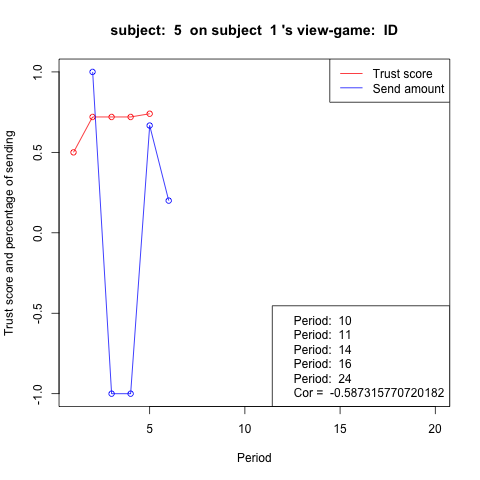 subject:  5  on subject  1 's view-game:  ID
Trust score and percentage of sending
1.0
0.5
0.0
-0.5
-1.0
Trust score
Send amount
Period:  10
Period:  11
Period:  14
Period:  16
Period:  24
Cor =  -0.587315770720182
5
10
15
20
Period